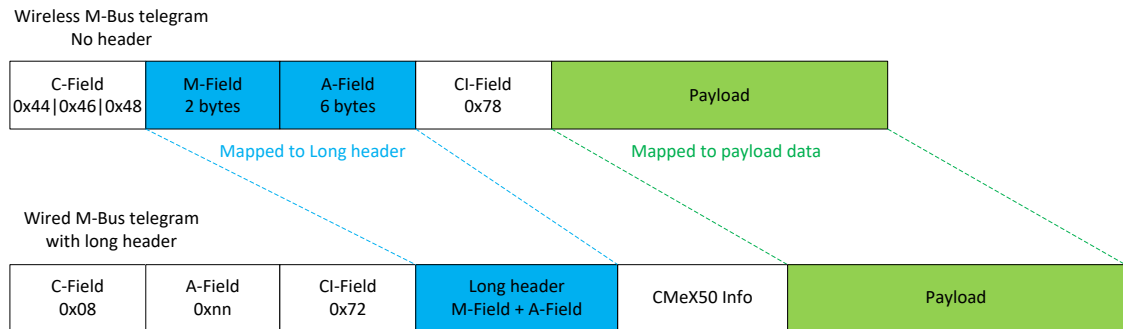 Wireless M-Bus telegram
No header
C-Field
0x44|0x46|0x48
M-Field
2 bytes
A-Field
6 bytes
CI-Field
0x78
Payload
Mapped to Long header
Mapped to payload data
Wired M-Bus telegram
with long header
C-Field
0x08
A-Field
0xnn
CI-Field
0x72
Long header
M-Field + A-Field
CMeX50 Info
Payload